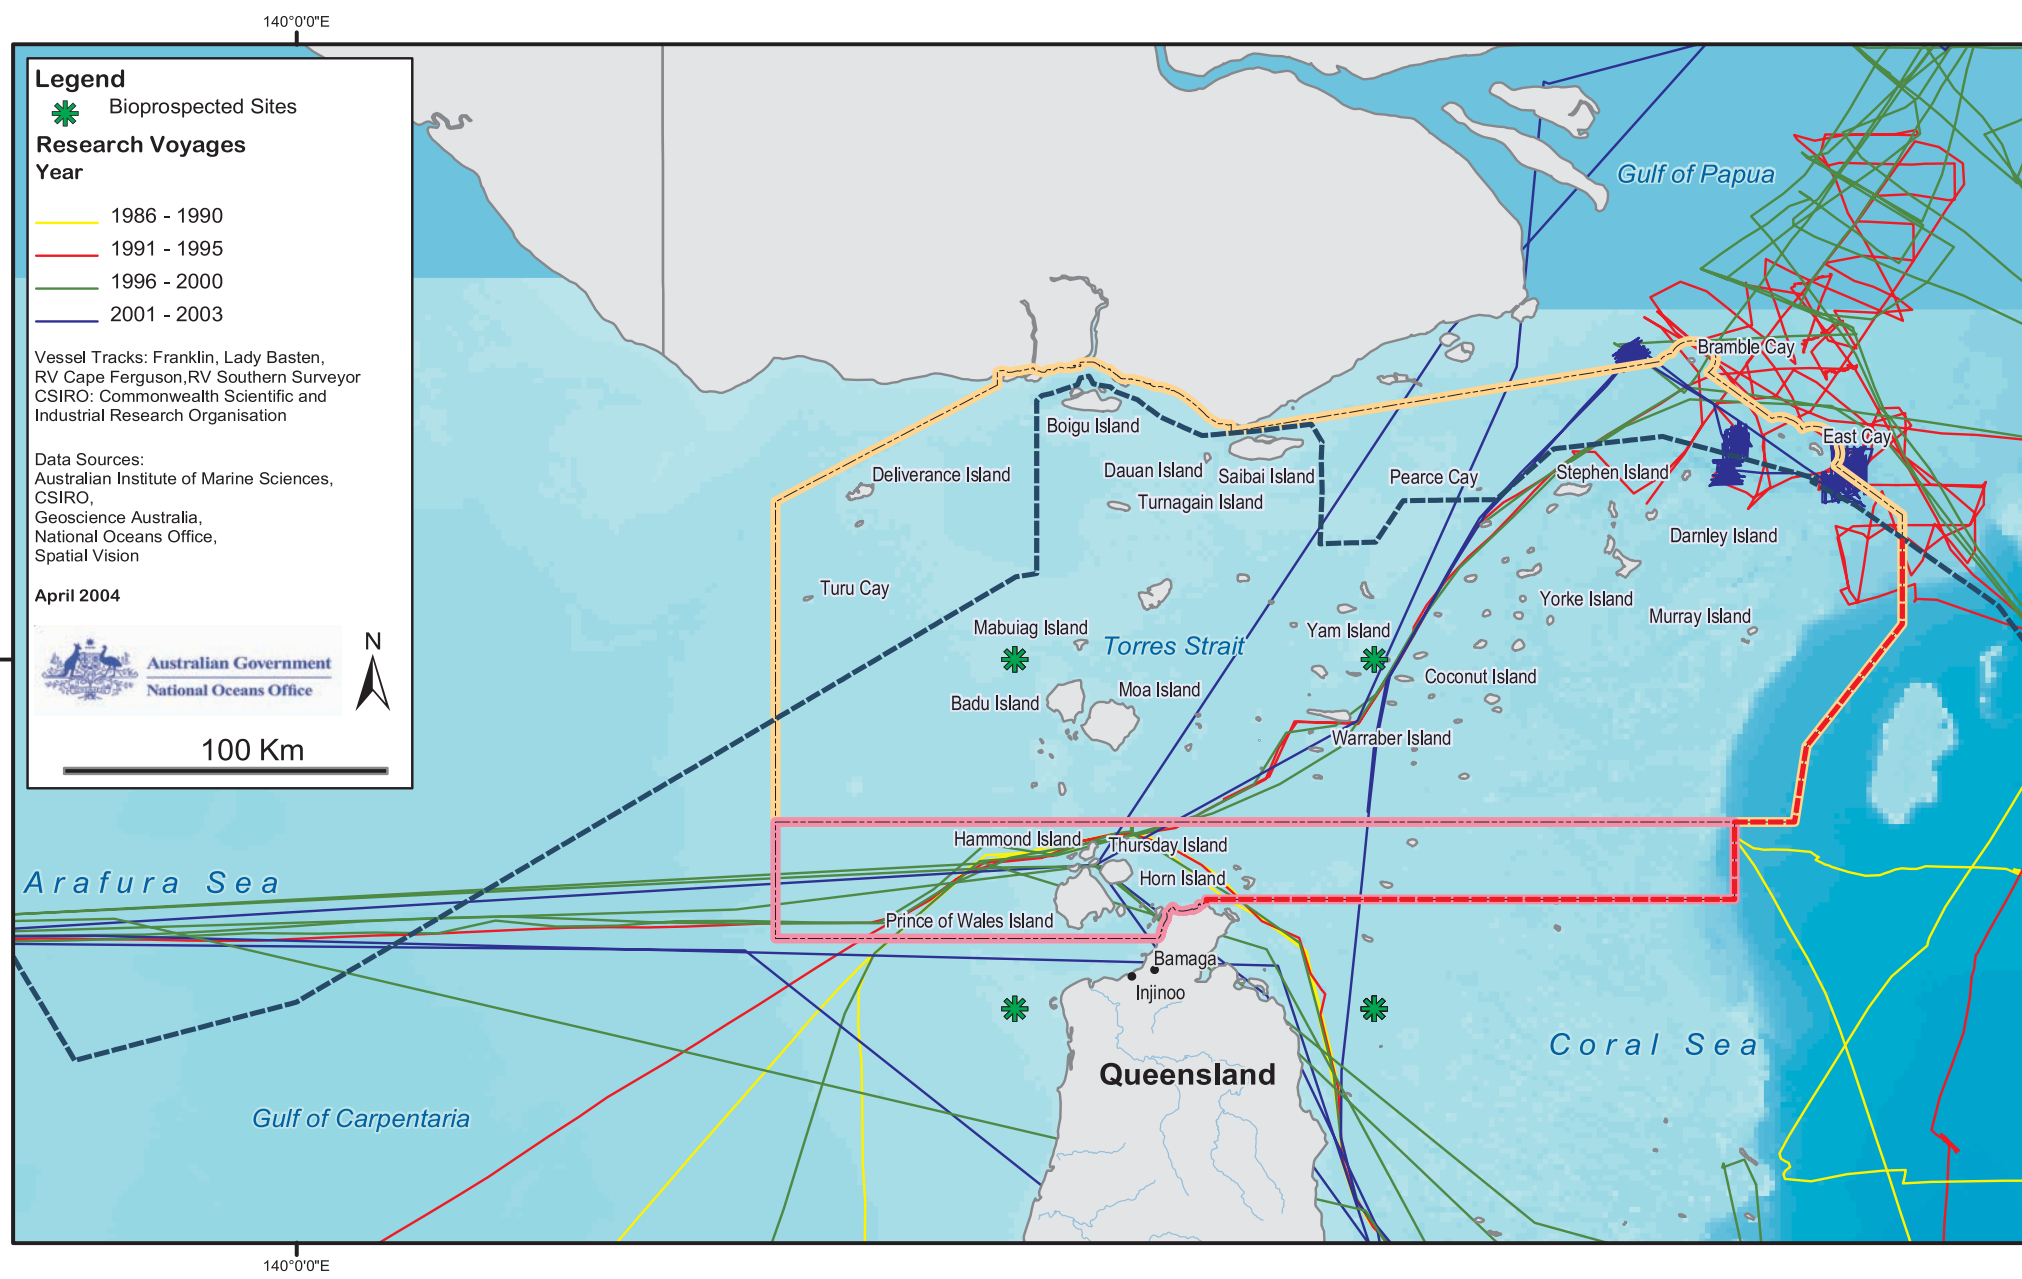 140°0'0"E
Legend
Bioprospected Sites
Research Voyages
Year
1986 - 1990
1991 - 1995
1996 - 2000
2001 - 2003
Vessel Tracks: Franklin, Lady Basten,
RV Cape Ferguson,RV Southern Surveyor
CSIRO: Commonwealth Scientific and
Industrial Research Organisation
Data Sources:
Australian Institute of Marine Sciences,
CSIRO,
Geoscience Australia,
National Oceans Office,
Spatial Vision
April 2004
Australian Government
National Oceans Office
N
100 Km
Gulf of Papua
Bramble Cay
Boigu Island
East Cay
Deliverance Island
Dauan Island
Saibai Island
Pearce Cay
Stephen Island
Turnagain Island
Darnley Island
Turu Cay
Yorke Island
Murray Island
Mabuiag Island
Torres Strait
Yam Island
Coconut Island
Badu Island
Moa Island
Warraber Island
Hammond Island
Thursday Island
Arafura Sea
Horn Island
Prince of Wales Island
Bamaga
Injinoo
Coral Sea
Queensland
Gulf of Carpentaria
140°0'0"E